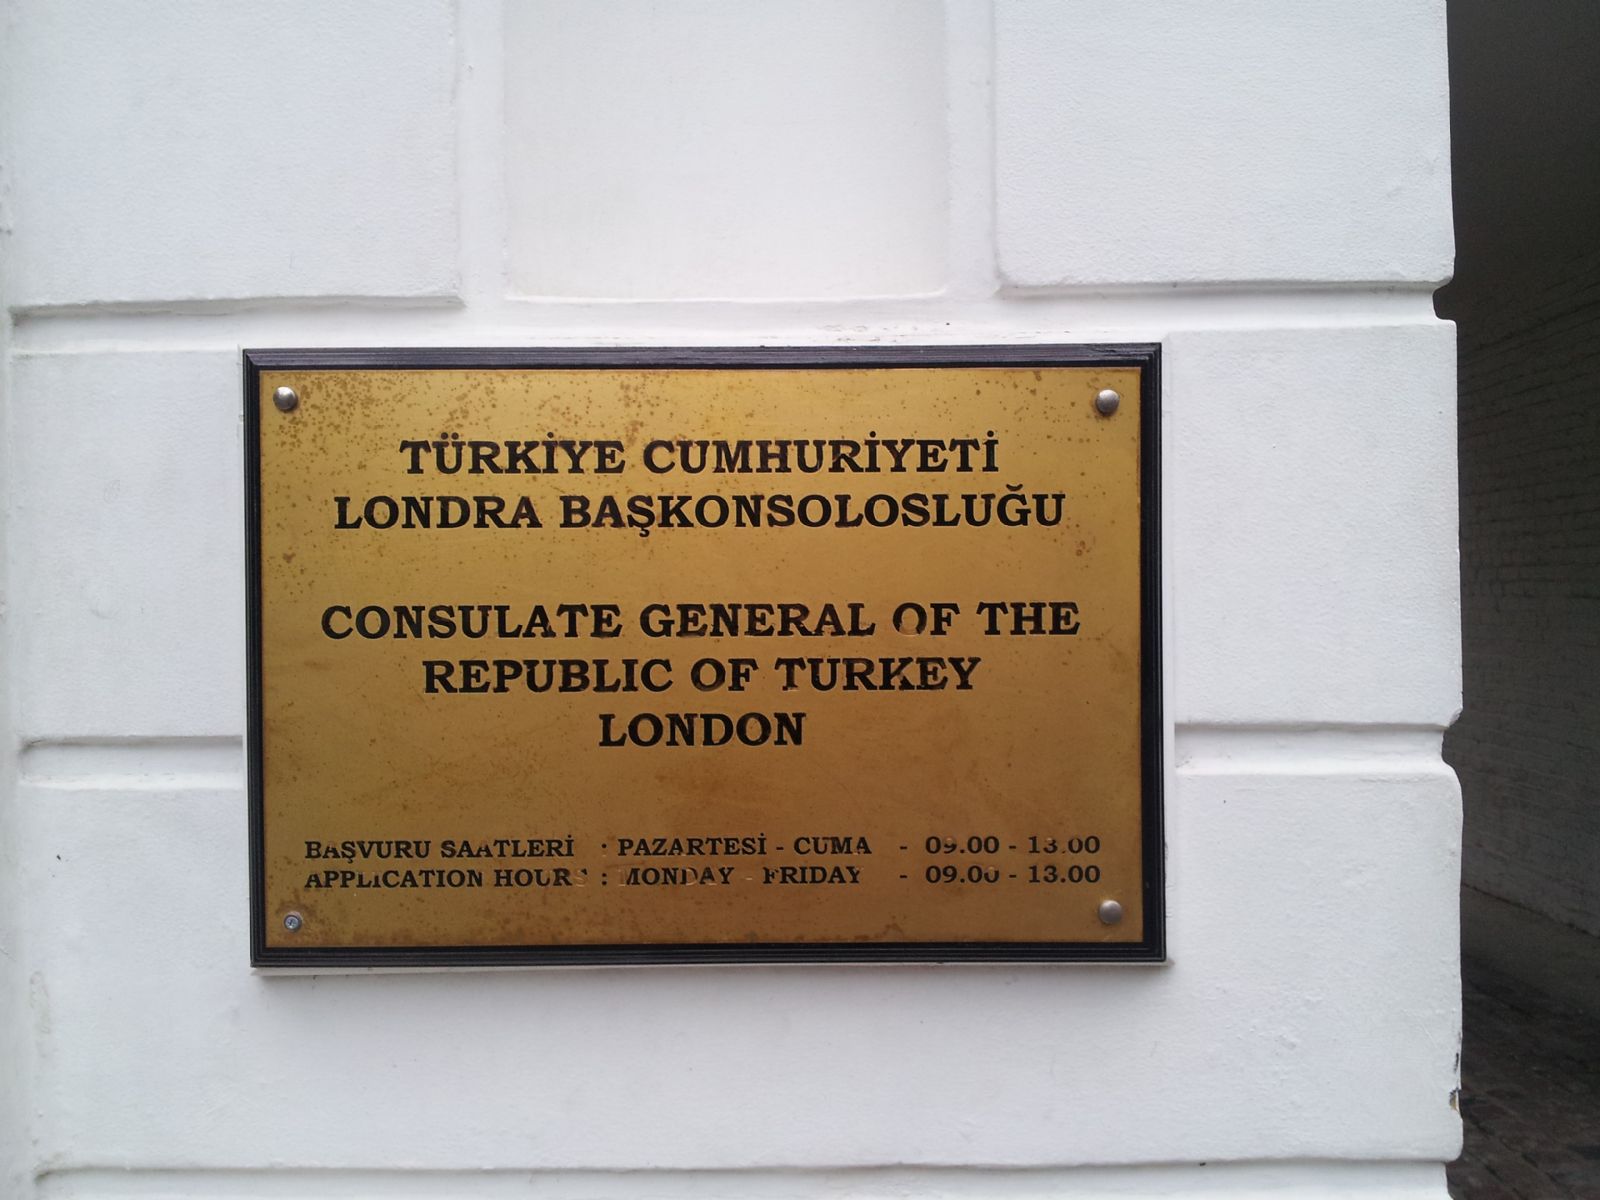 TÜRKİYE CUMHURİYETİ
LONDRA BAŞKONSOLOSLUĞU
CONSULATE GENERAL OF THE
REPUBLIC OF TURKEY
LONDON
BAŞVURU SAATLERİ : PAZARTESİ - CUMA - 09.00 - 13.00
APPLICATION HOURS : MONDAY - FRIDAY - 09.00 - 13.00